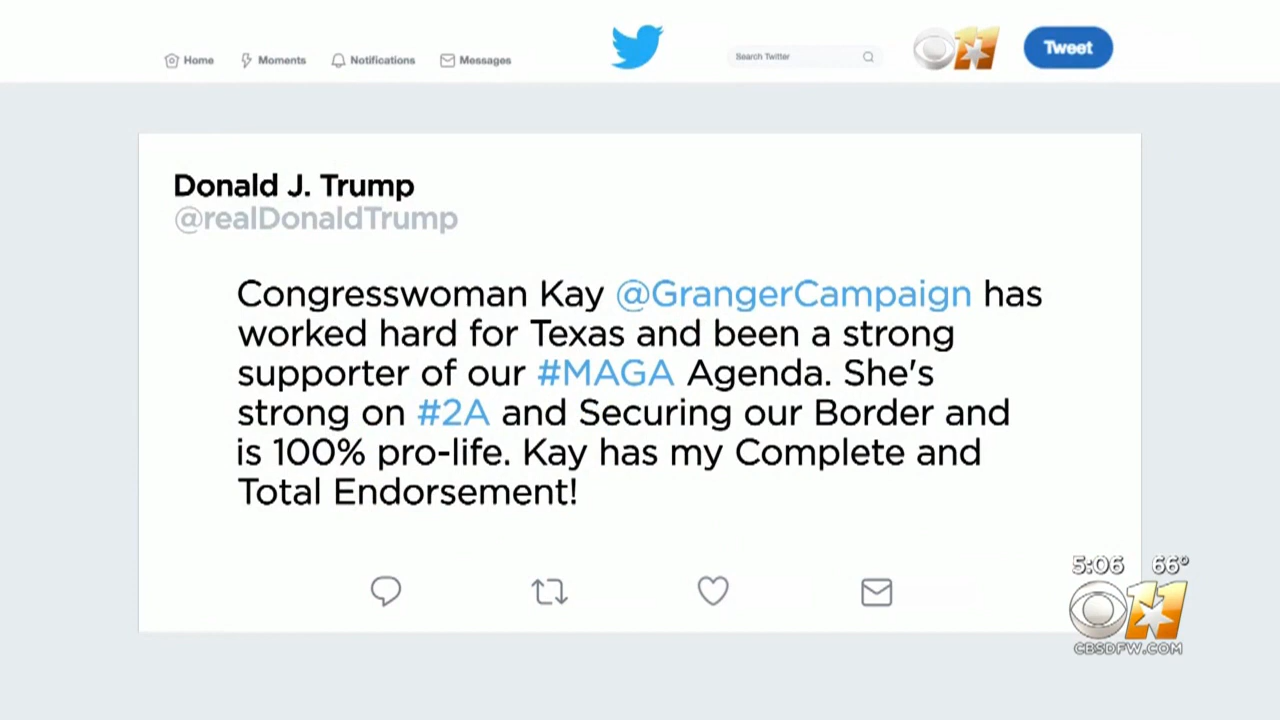 Home Moments Notifications Messages Search Twitter 11 Tweet
Donald J. Trump
@realDonaldTrump
Congresswoman Kay @GrangerCampaign has
worked hard for Texas and been a strong
supporter of our #MAGA Agenda. She's
strong on #2A and Securing our Border and
is 100% pro-life. Kay has my Complete and
Total Endorsement!
5:06 66°
11
CBSDFW.COM